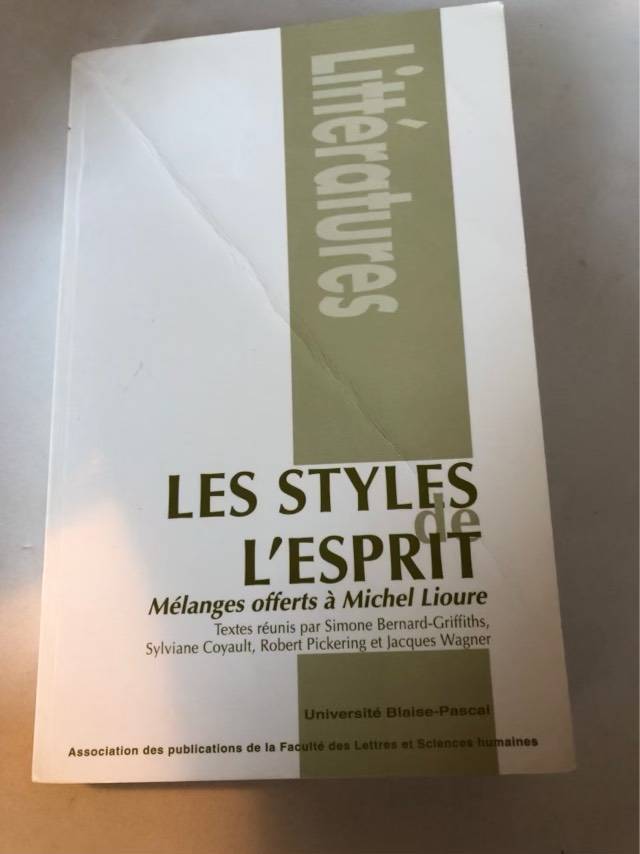 Littératures
LES STYLES
de
L'ESPRIT
Mélanges offerts à Michel Lioure
Textes réunis par Simone Bernard-Griffiths,
Sylviane Coyault, Robert Pickering et Jacques Wagner
Université Blaise-Pascal
Association des publications de la Faculté des Lettres et Sciences humaines